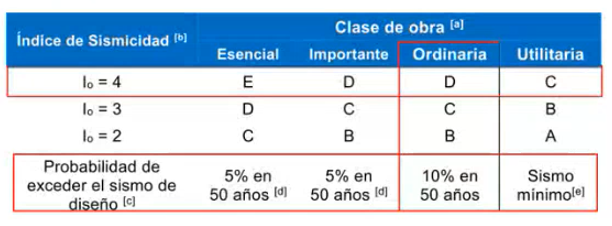 Índice de Sismicidad [b] Clase de obra [a]
Esencial Importante Ordinaria Utilitaria
Io = 4 E D D C
Io = 3 D C C B
Io = 2 C B B A
Probabilidad de
exceder el sismo de
diseño [c]
5% en
50 años [d]
5% en
50 años [d]
10% en
50 años
Sismo
mínimo[e]